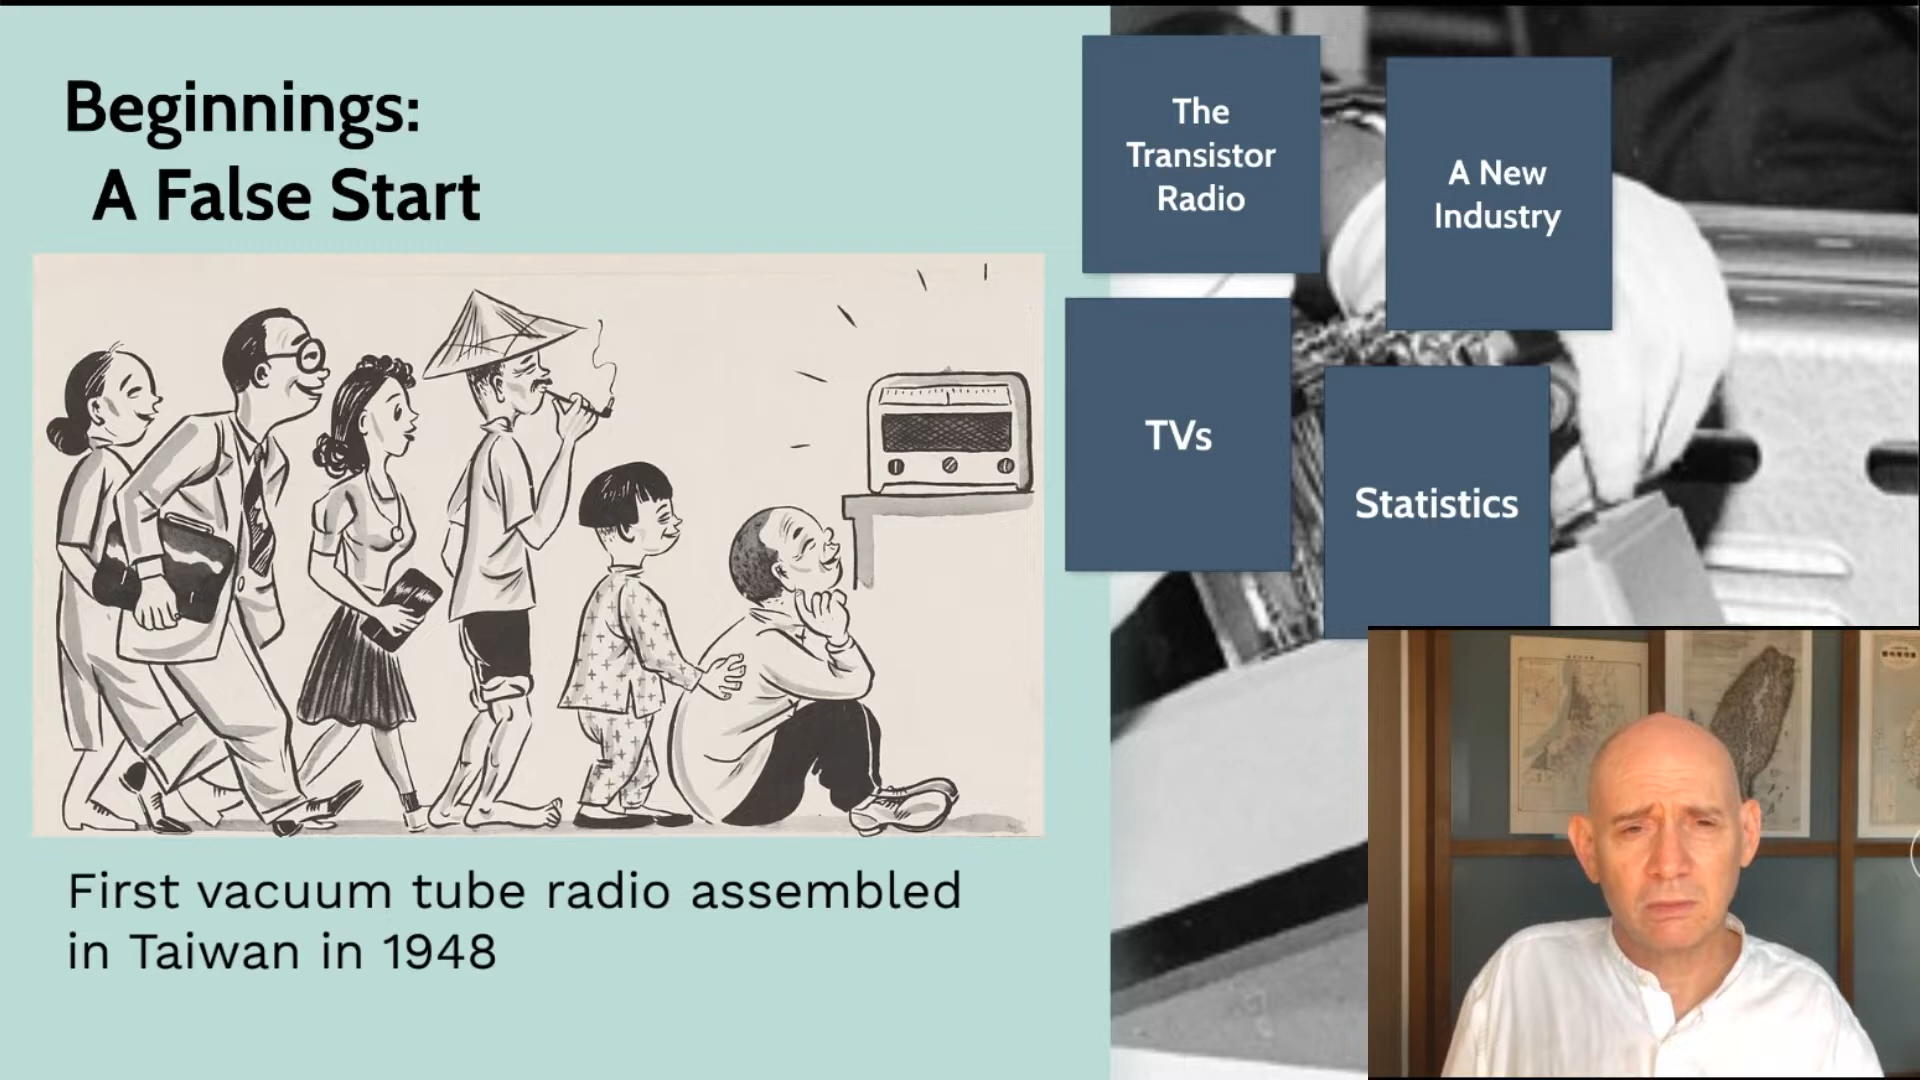 Beginnings:
A False Start
First vacuum tube radio assembled
in Taiwan in 1948
The
Transistor
Radio
A New
Industry
TVs
Statistics